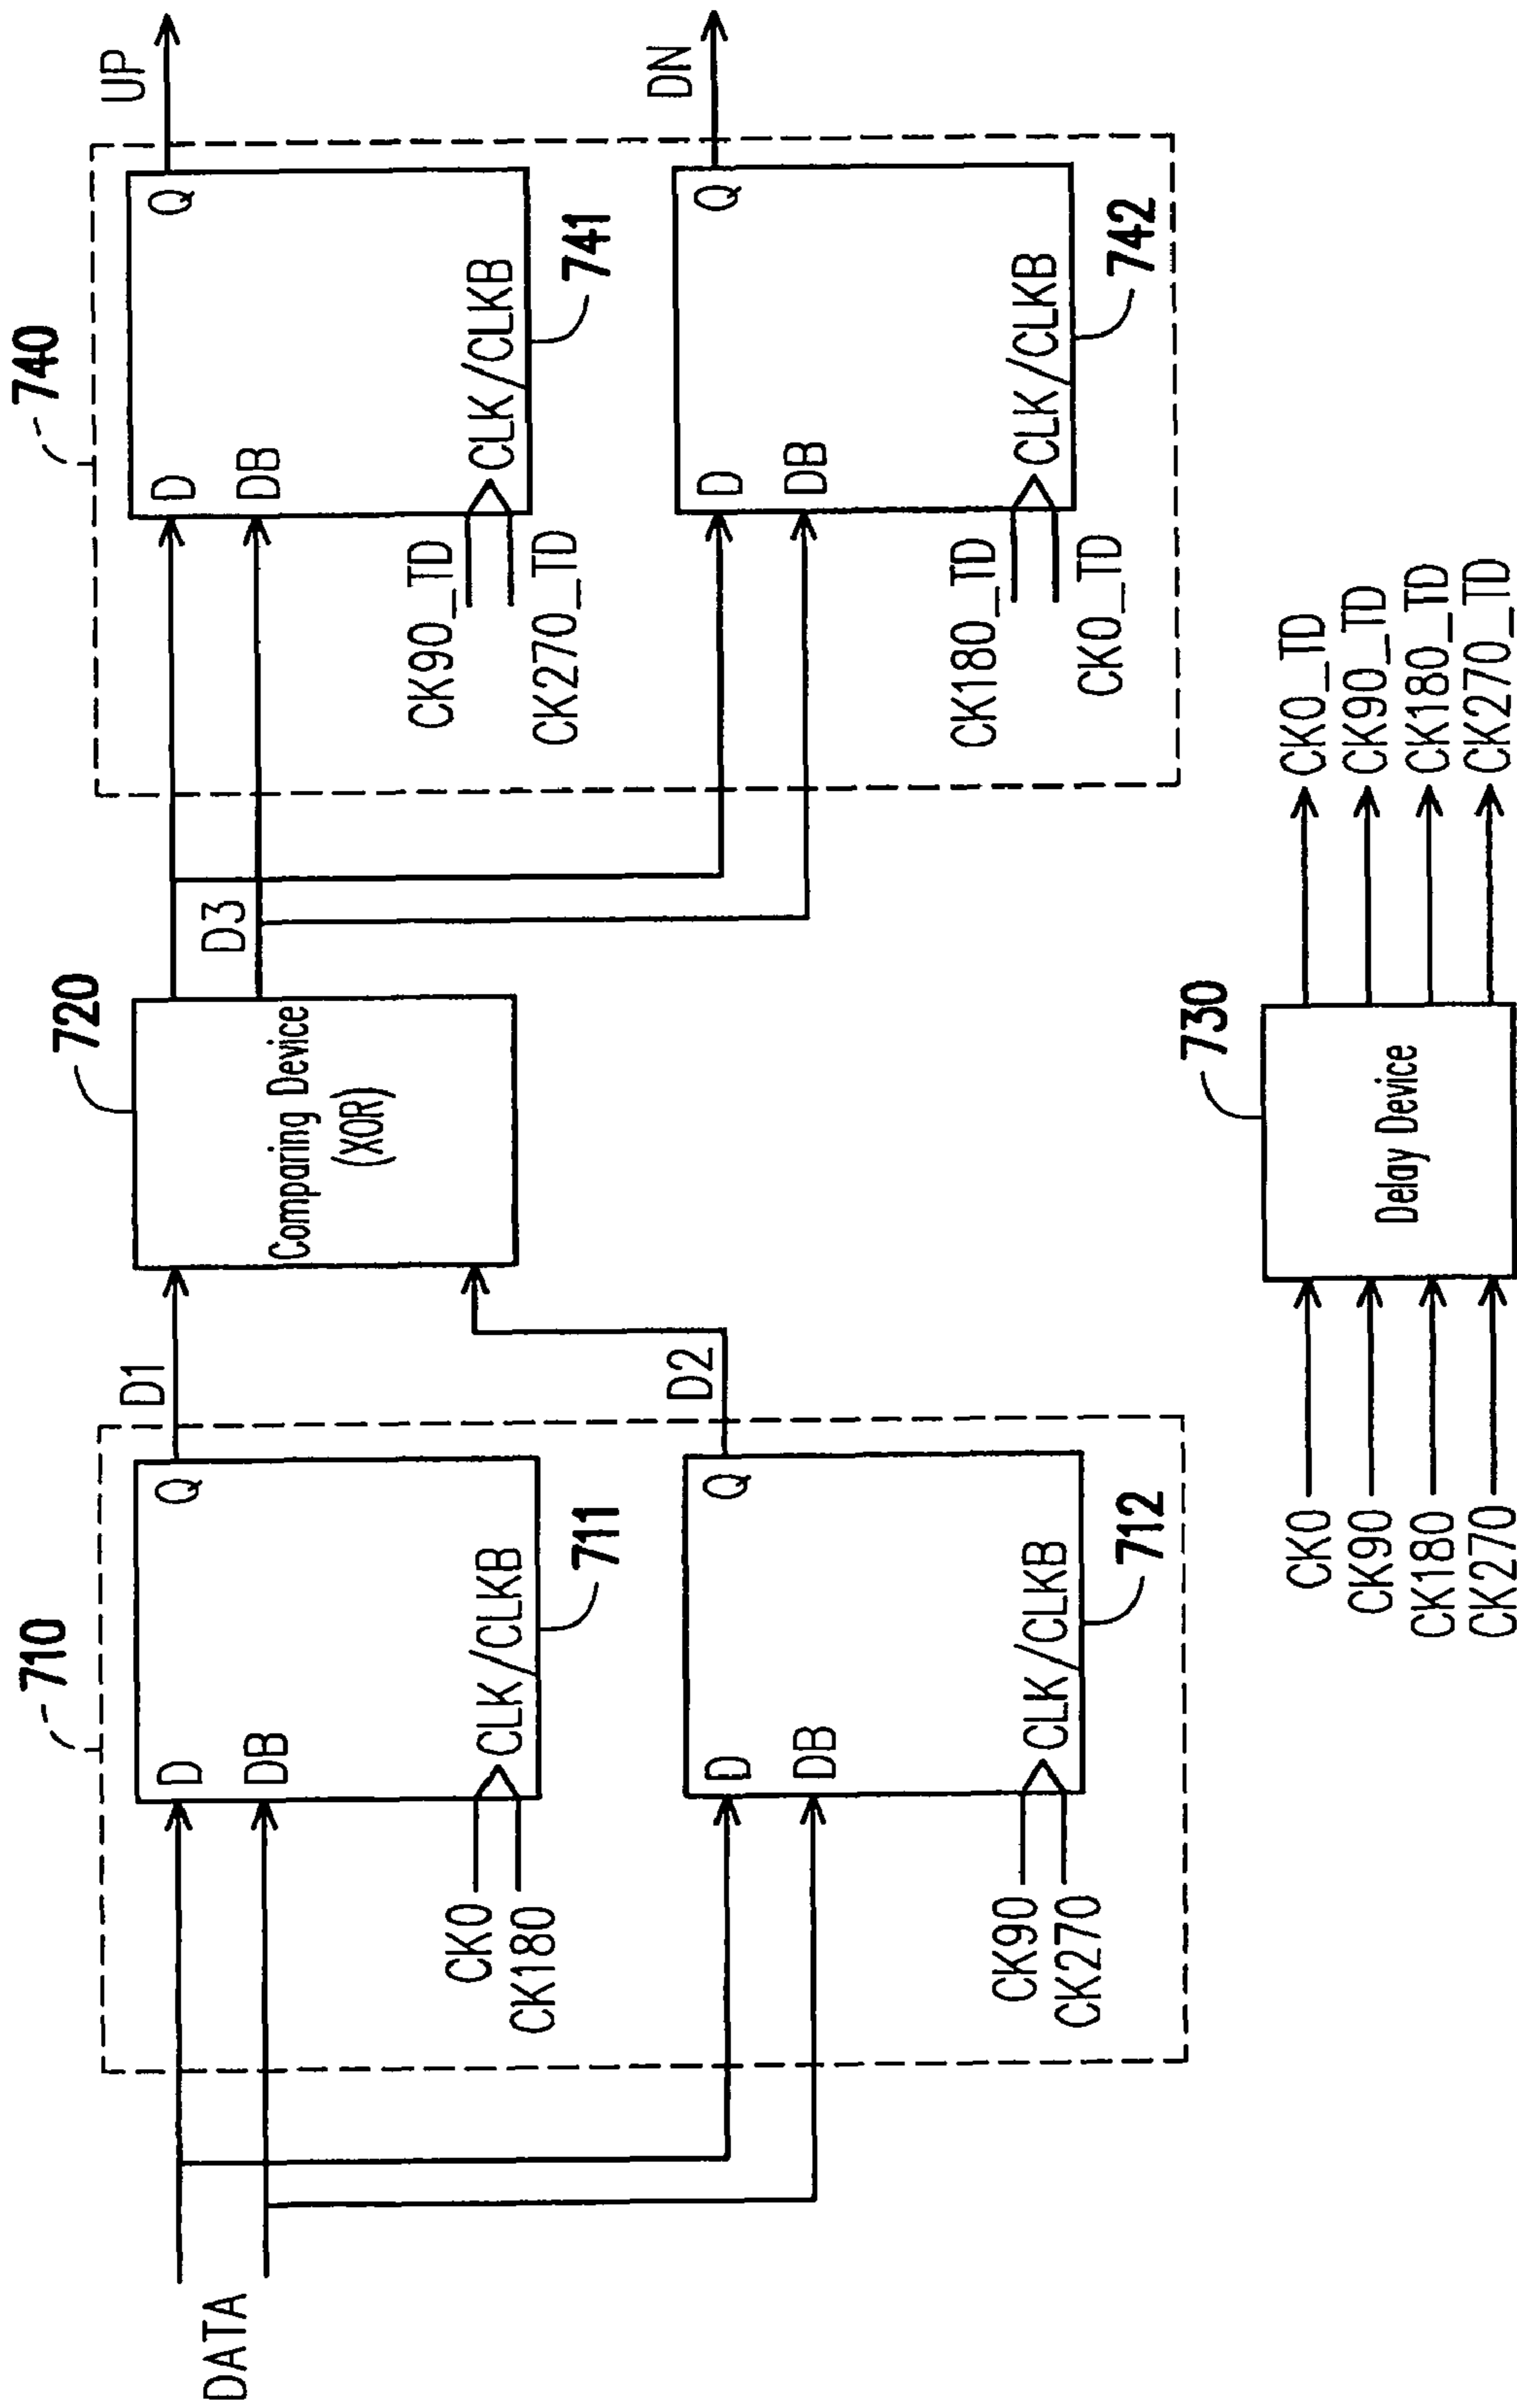 DATA
710
D
DB
Q
CLK/CLKB
CK0
CK180
711
D
DB
Q
CLK/CLKB
CK90
CK270
712
D1
D2
720
Comparing Device
(XOR)
D3
740
D
DB
Q
CLK/CLKB
CK90_TD
CK270_TD
741
UP
D
DB
Q
CLK/CLKB
CK180_TD
CK0_TD
742
DN
730
Delay Device
CK0
CK90
CK180
CK270
CK0_TD
CK90_TD
CK180_TD
CK270_TD